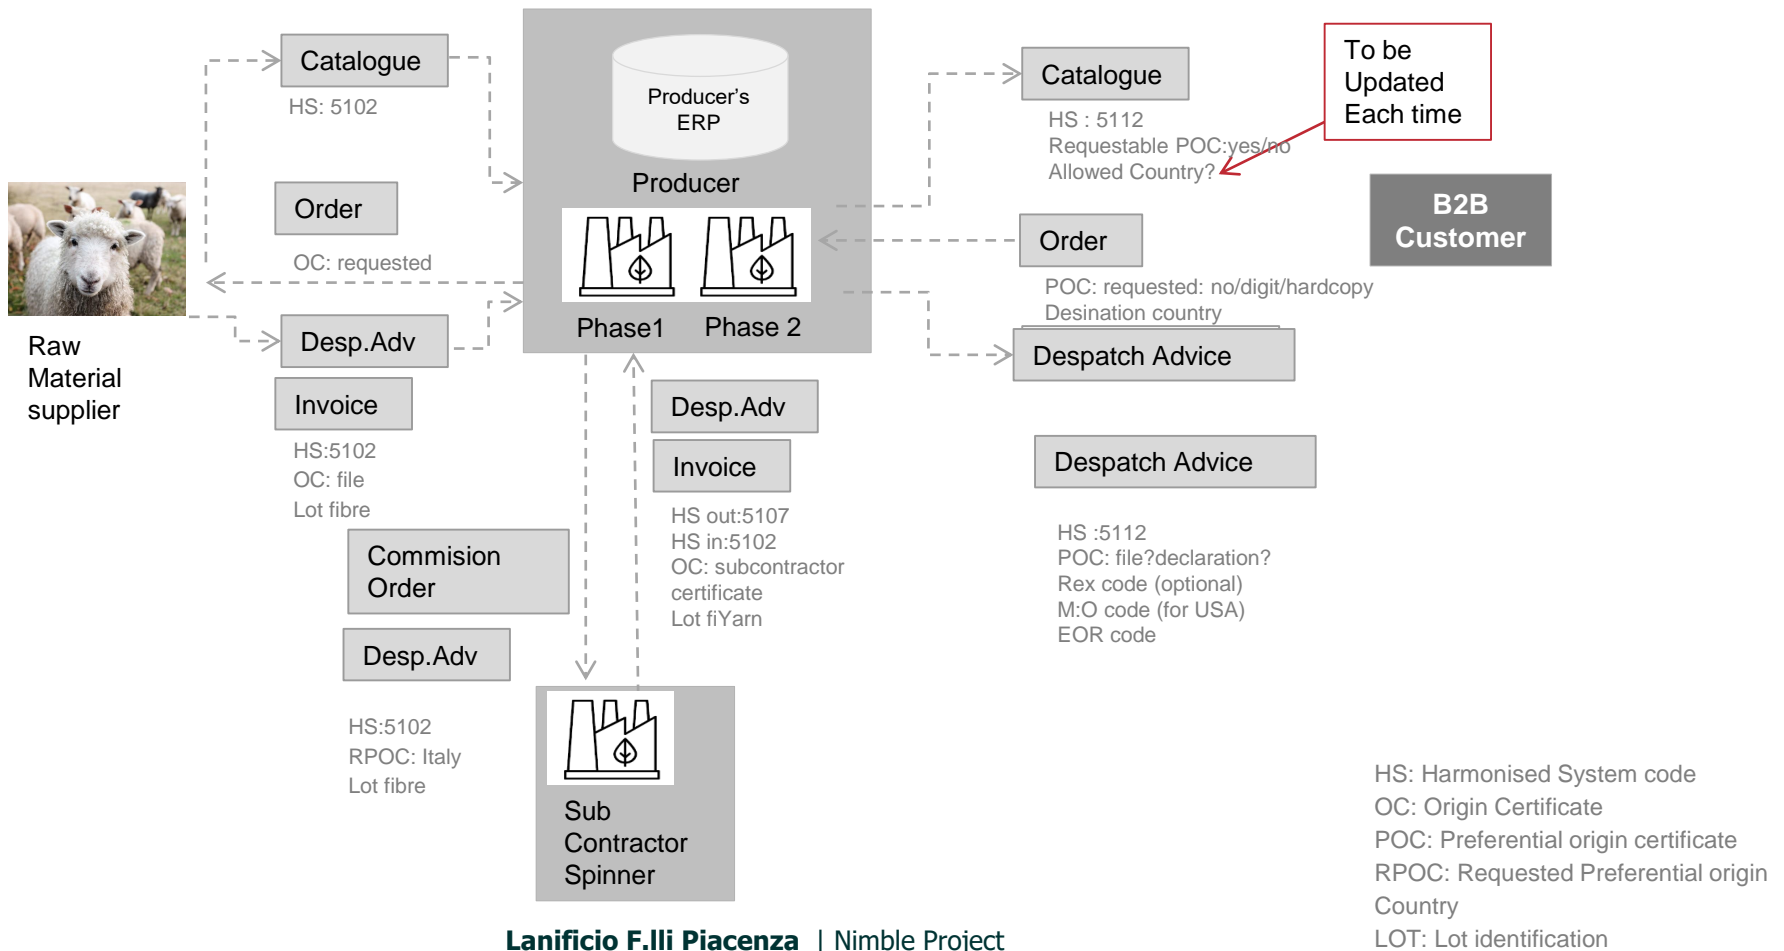 Catalogue
HS: 5102
Order
OC: requested
Desp.Adv
Invoice
HS:5102
OC: file
Lot fibre
Raw
Material
supplier
Commision
Order
Desp.Adv
HS:5102
RPOC: Italy
Lot fibre
Producer's
ERP
Producer
Phase1
Phase 2
Desp.Adv
Invoice
HS out:5107
HS in:5102
OC: subcontractor
certificate
Lot fiYarn
Sub
Contractor
Spinner
Catalogue
HS : 5112
Requestable POC:yes/no
Allowed Country?
To be
Updated
Each time
B2B
Customer
Order
POC: requested: no/digit/hardcopy
Desination country
Despatch Advice
Despatch Advice
HS :5112
POC: file?declaration?
Rex code (optional)
M:O code (for USA)
EOR code
HS: Harmonised System code
OC: Origin Certificate
POC: Preferential origin certificate
RPOC: Requested Preferential origin
Country
LOT: Lot identification
Lanificio F.lli Piacenza | Nimble Project